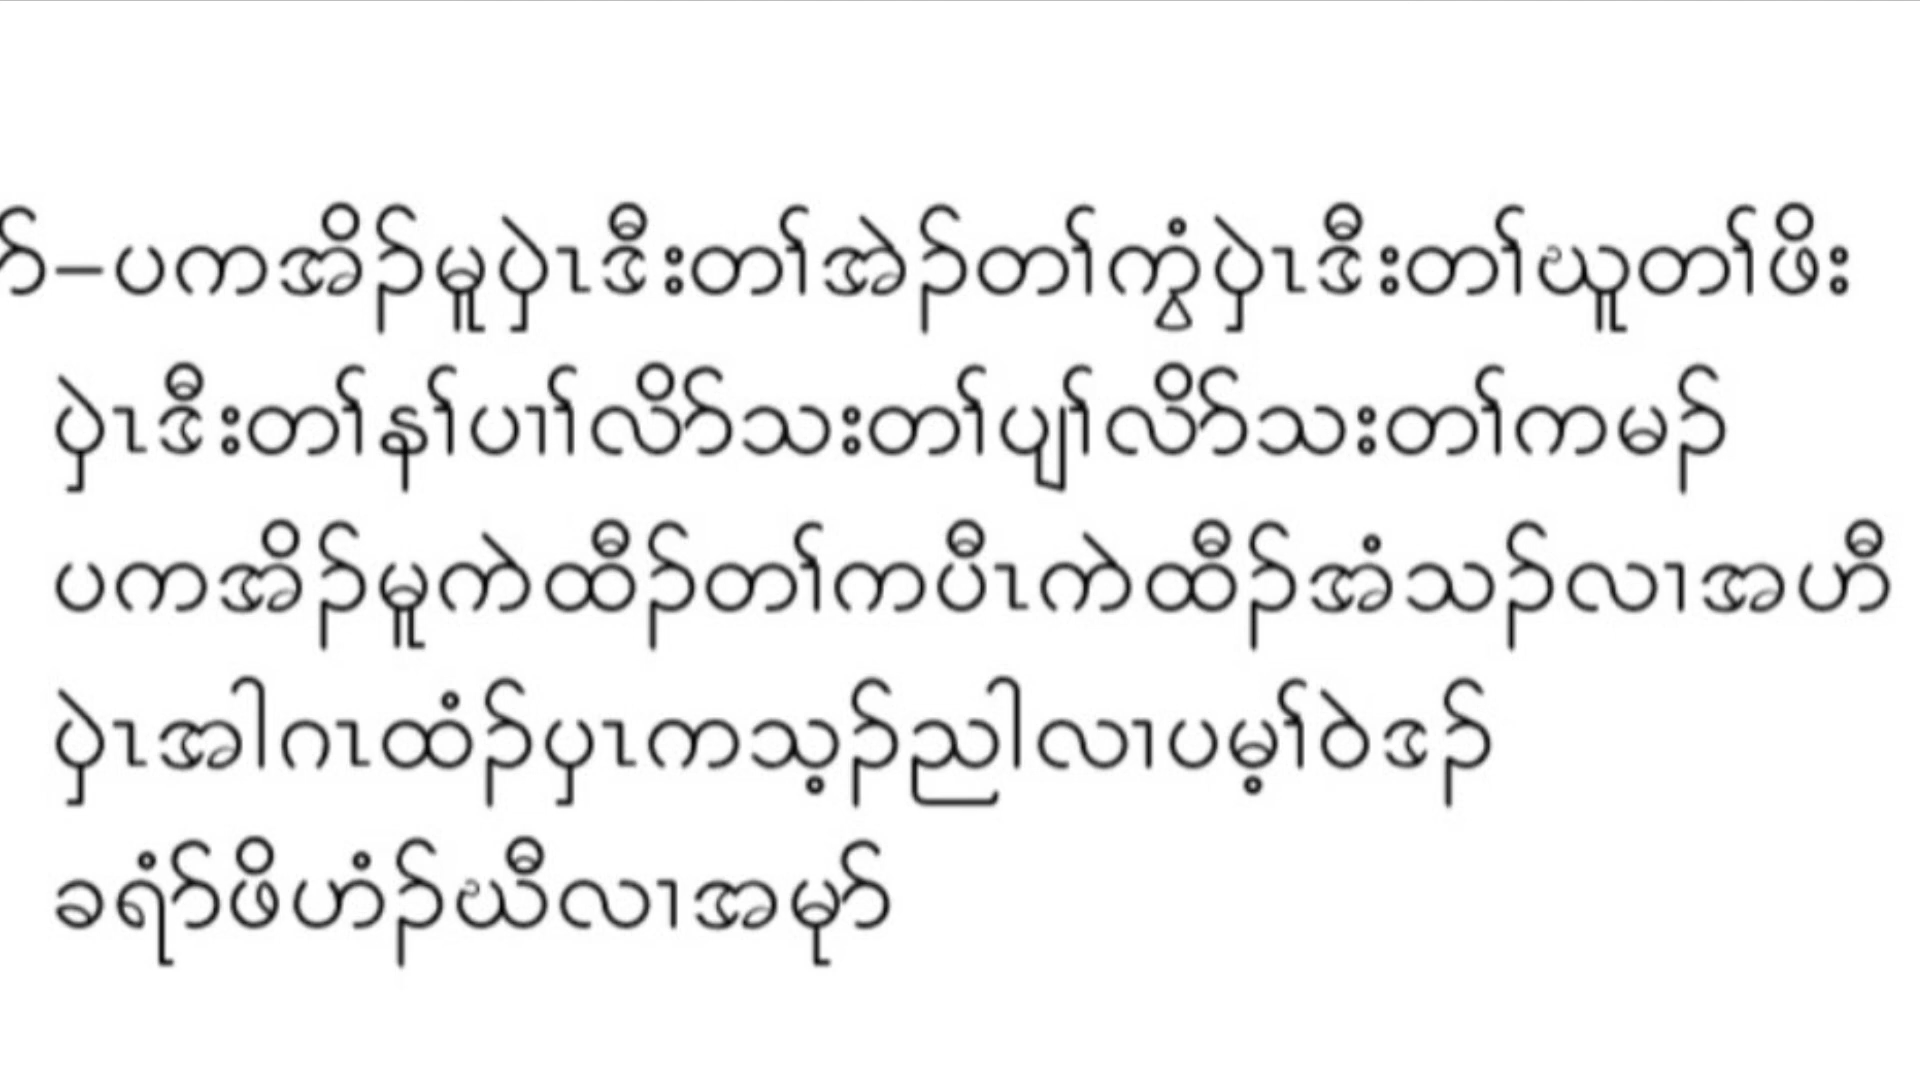 ာ်–ပကအိၣ်မူပှဲၤဒီးတၢ်အဲၣ်တၢ်ကွံပှဲၤဒီးတၢ်ဃူတၢ်ဖိး
ပှဲၤဒီးတၢ်နၢ်ပၢၢ်လိာ်သးတၢ်ပျၢ်လိာ်သးတၢ်ကမၣ်
ပကအိၣ်မူကဲထီၣ်တၢ်ကပီၤကဲထီၣ်အံသၣ်လၢအဟီ
ပှဲၤအါဂၤထံၣ်ပှၤကသ့ၣ်ညါလၢပမ့ၢ်ဝဲဒၣ်
ခရံာ်ဖိဟံၣ်ဃီလၢအမုာ်